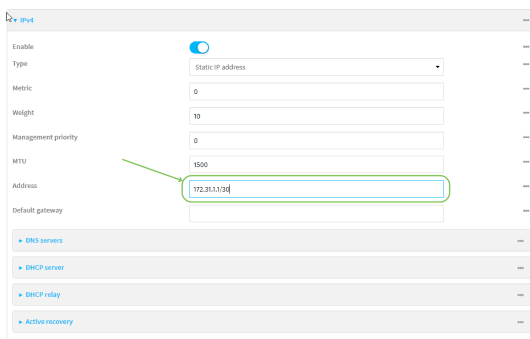 IPv4
Enable
Type Static IP address
Metric 0
Weight 10
Management priority 0
MTU 1500
Address 172.31.1.1/30
Default gateway
DNS servers
DHCP server
DHCP relay
Active recovery